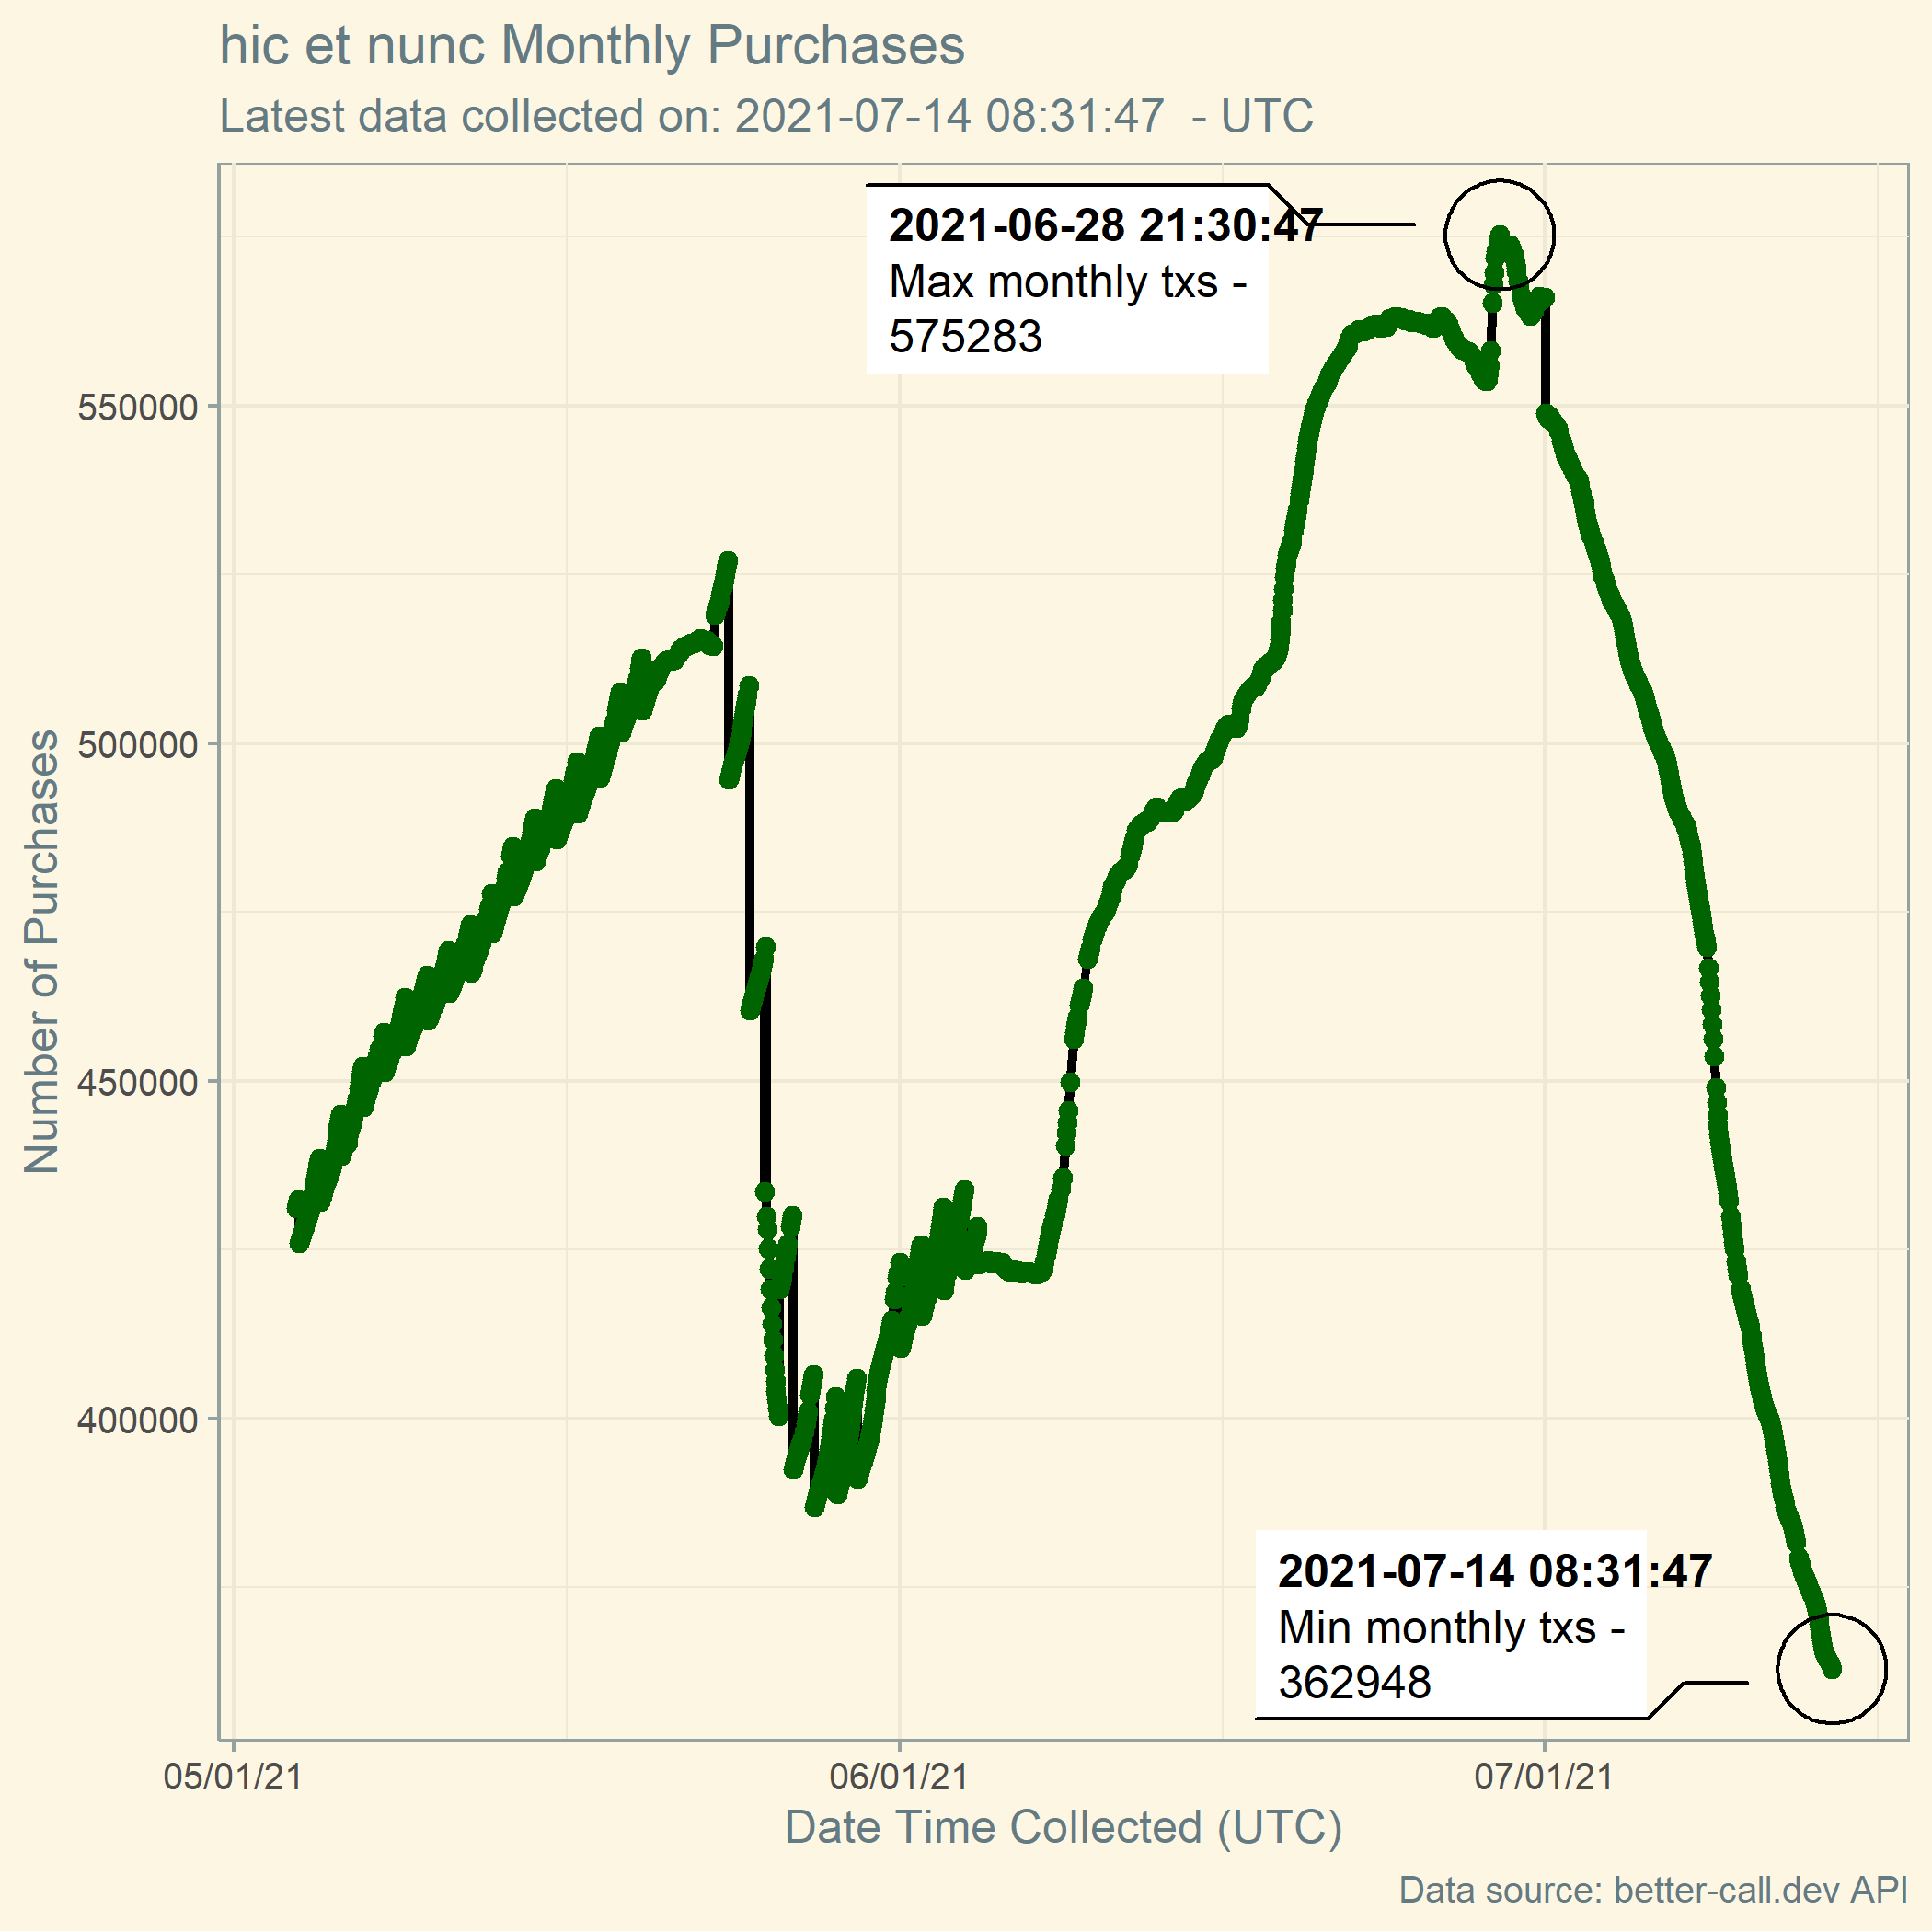 hic et nunc Monthly Purchases
Latest data collected on: 2021-07-14 08:31:47 - UTC
2021-06-28 21:30:47
Max monthly txs -
575283
550000
500000
450000
400000
Number of Purchases
2021-07-14 08:31:47
Min monthly txs -
362948
05/01/21
06/01/21
07/01/21
Date Time Collected (UTC)
Data source: better-call.dev API